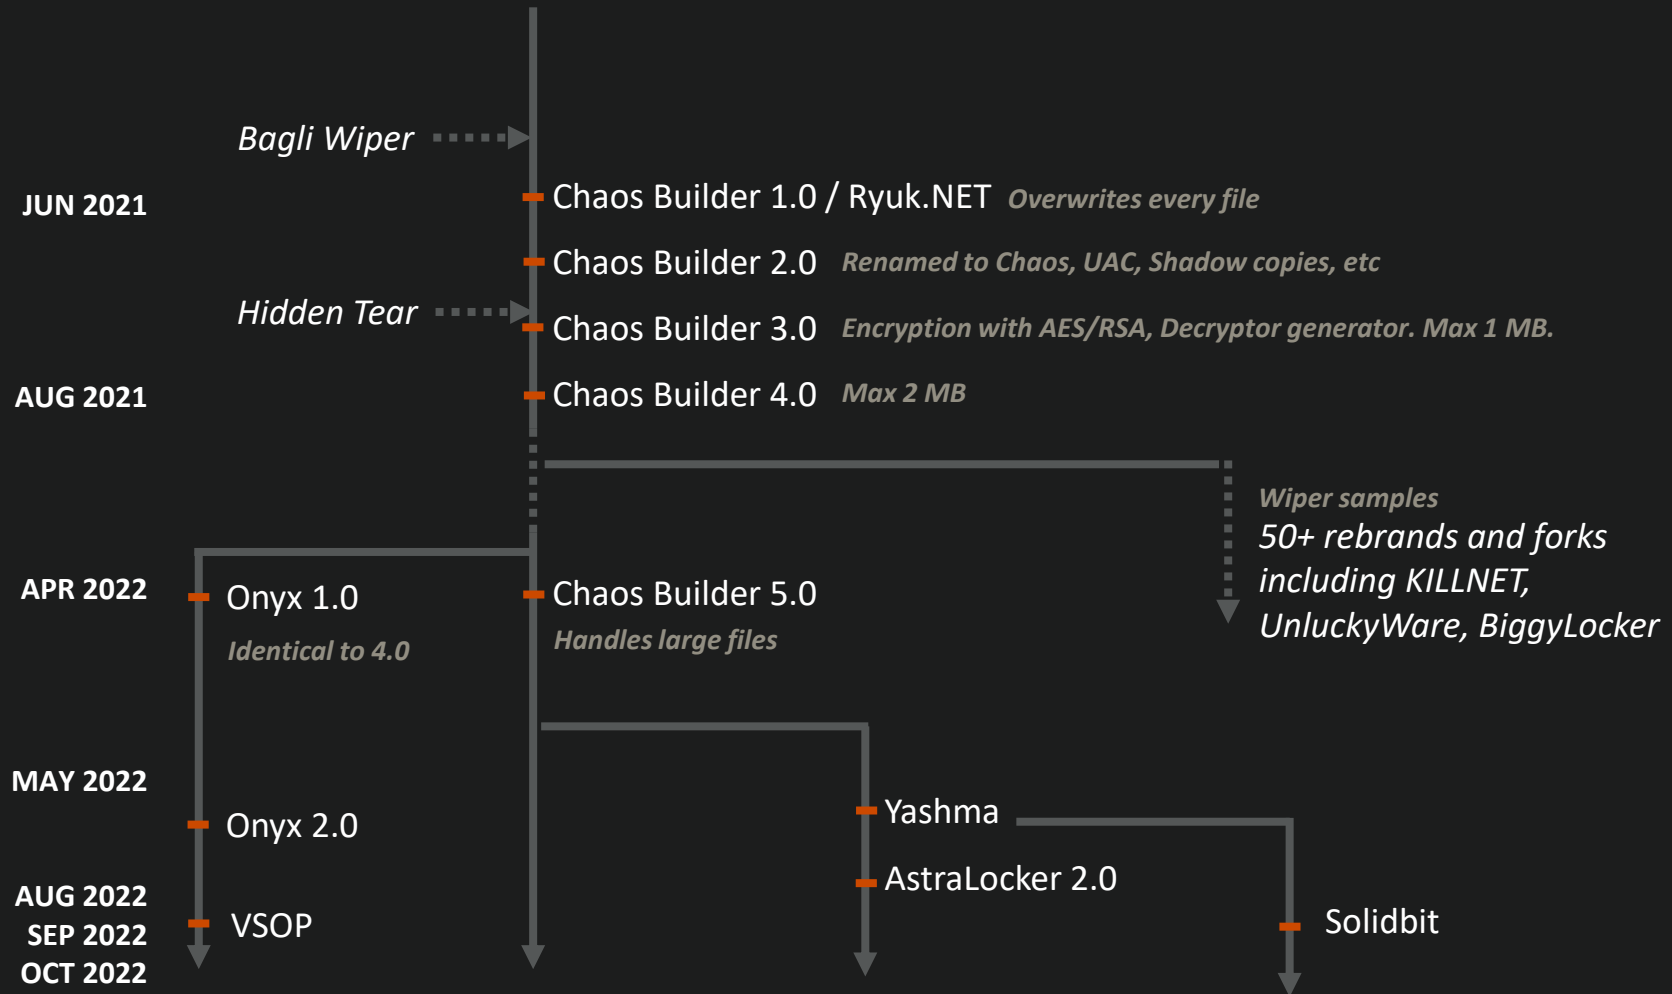 Bagli Wiper
JUN 2021
Chaos Builder 1.0 / Ryuk.NET Overwrites every file
Chaos Builder 2.0 Renamed to Chaos, UAC, Shadow copies, etc
Hidden Tear
Chaos Builder 3.0 Encryption with AES/RSA, Decryptor generator. Max 1 MB.
AUG 2021
Chaos Builder 4.0 Max 2 MB
Wiper samples
50+ rebrands and forks
including KILLNET,
UnluckyWare, BiggyLocker
APR 2022
Onyx 1.0
Identical to 4.0
Chaos Builder 5.0
Handles large files
MAY 2022
Onyx 2.0
Yashma
AstraLocker 2.0
AUG 2022
SEP 2022
OCT 2022
VSOP
Solidbit